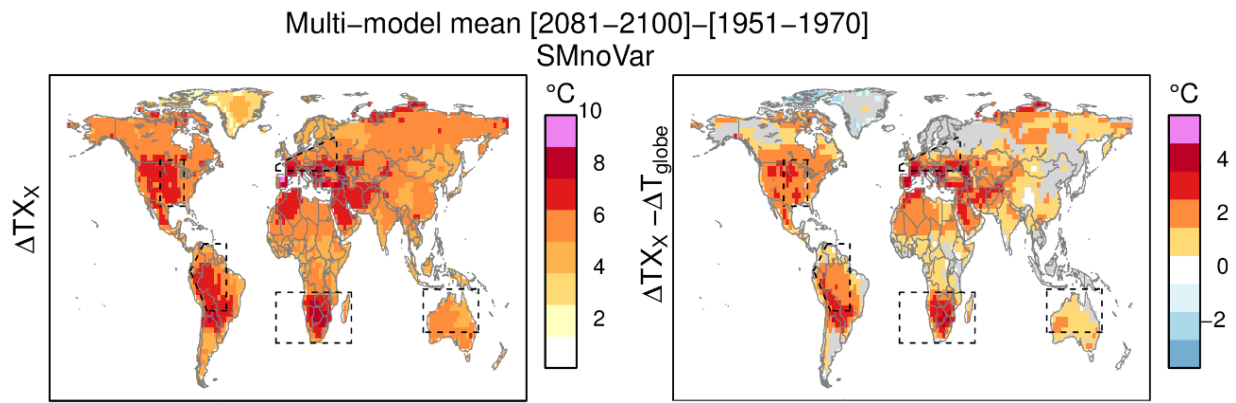 Multi−model mean [2081−2100]−[1951−1970]
SMnoVar
ΔTXx
°C
10
8
6
4
2
ΔTXx −ΔTglobe
°C
4
2
0
−2